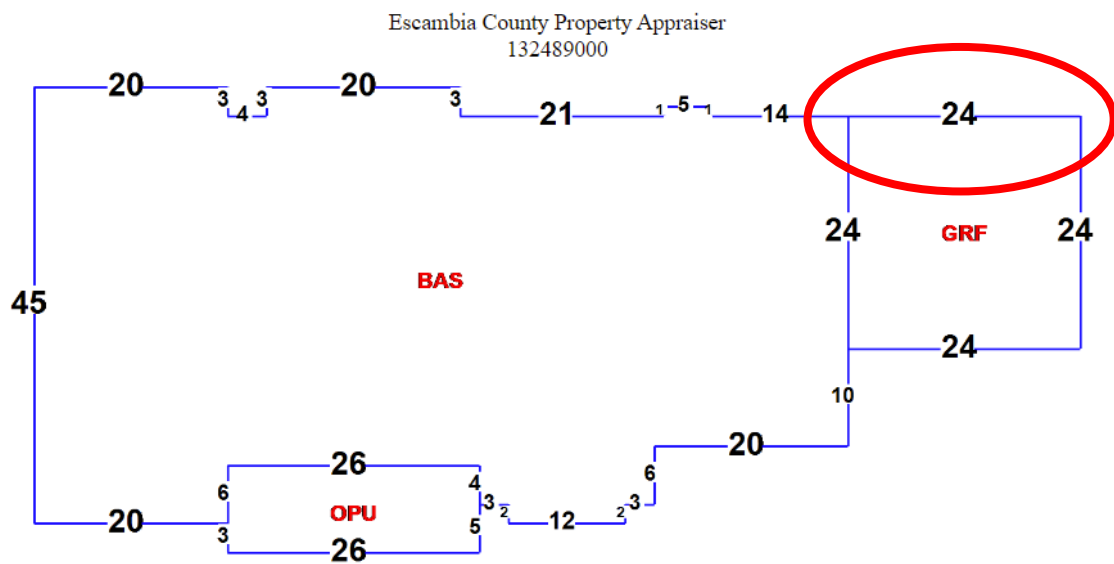 Escambia County Property Appraiser
132489000
20 3 3 20 3
4 21 1 5 1 14 24
24 GRF 24
BAS
45
24
10
26 20
6 4 6
OPU 3 2 12 2 3
20 3 5
26